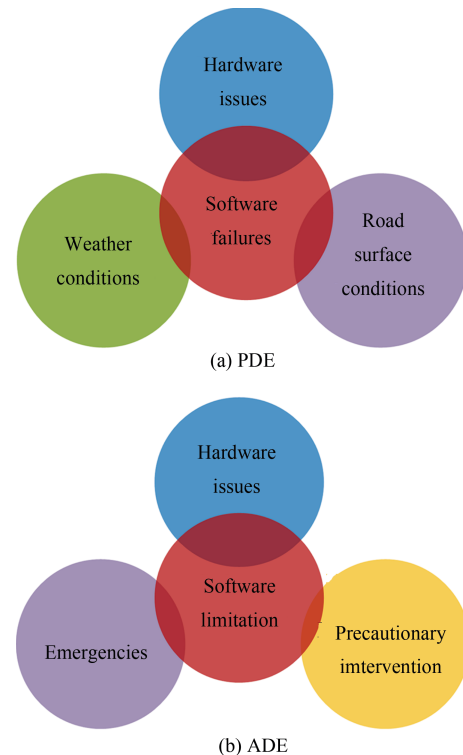 Hardware
issues
Software
failures
Weather
conditions
Road
surface
conditions
(a) PDE
Hardware
issues
Software
limitation
Emergencies
Precautionary
imtervention
(b) ADE